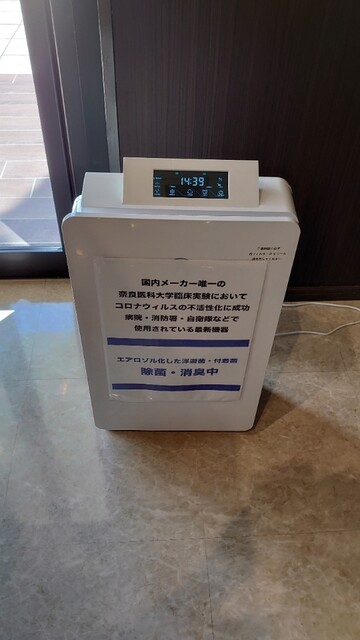 14:39
国内メーカー唯一の
奈良医科大学臨床実験において
コロナウィルスの不活性化に成功
病院・消防署・自衛隊などで
使用されている最新機器
エアロゾル化した浮遊菌・付着菌
除菌・消臭中